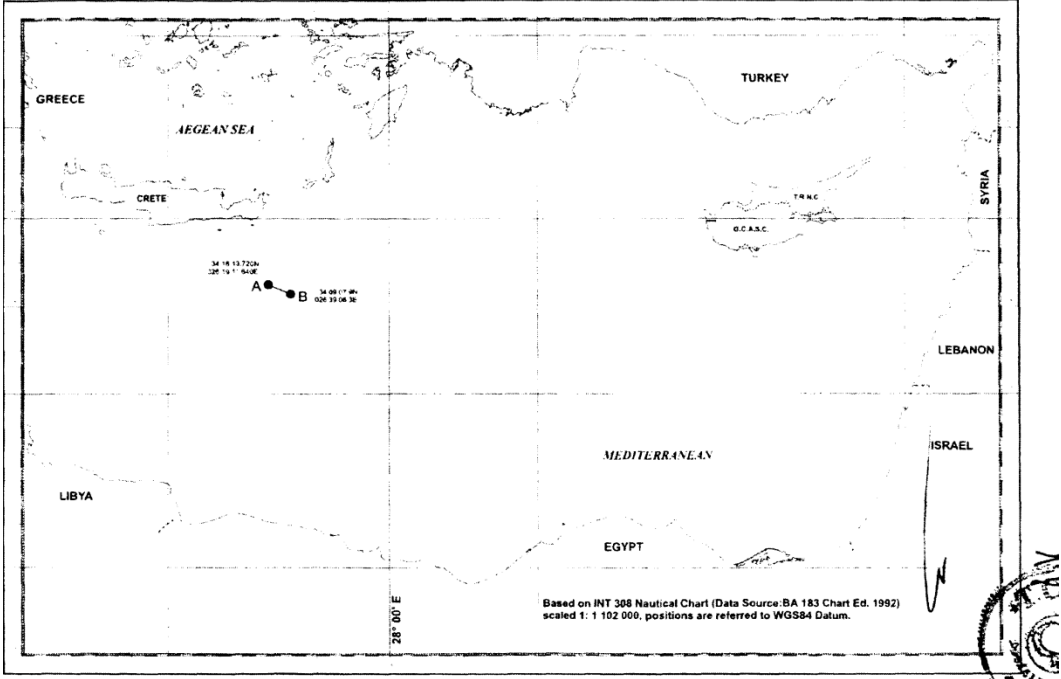 TURKEY
GREECE
AEGEAN SEA
CRETE
T.R.N.C
G.C.A.S.C.
SYRIA
A
B
LEBANON
ISRAEL
MEDITERRANEAN
LIBYA
EGYPT
28° 00' E
Based on INT 308 Nautical Chart (Data Source:BA 183 Chart Ed. 1992)
scaled 1: 1 102 000, positions are referred to WGS84 Datum.